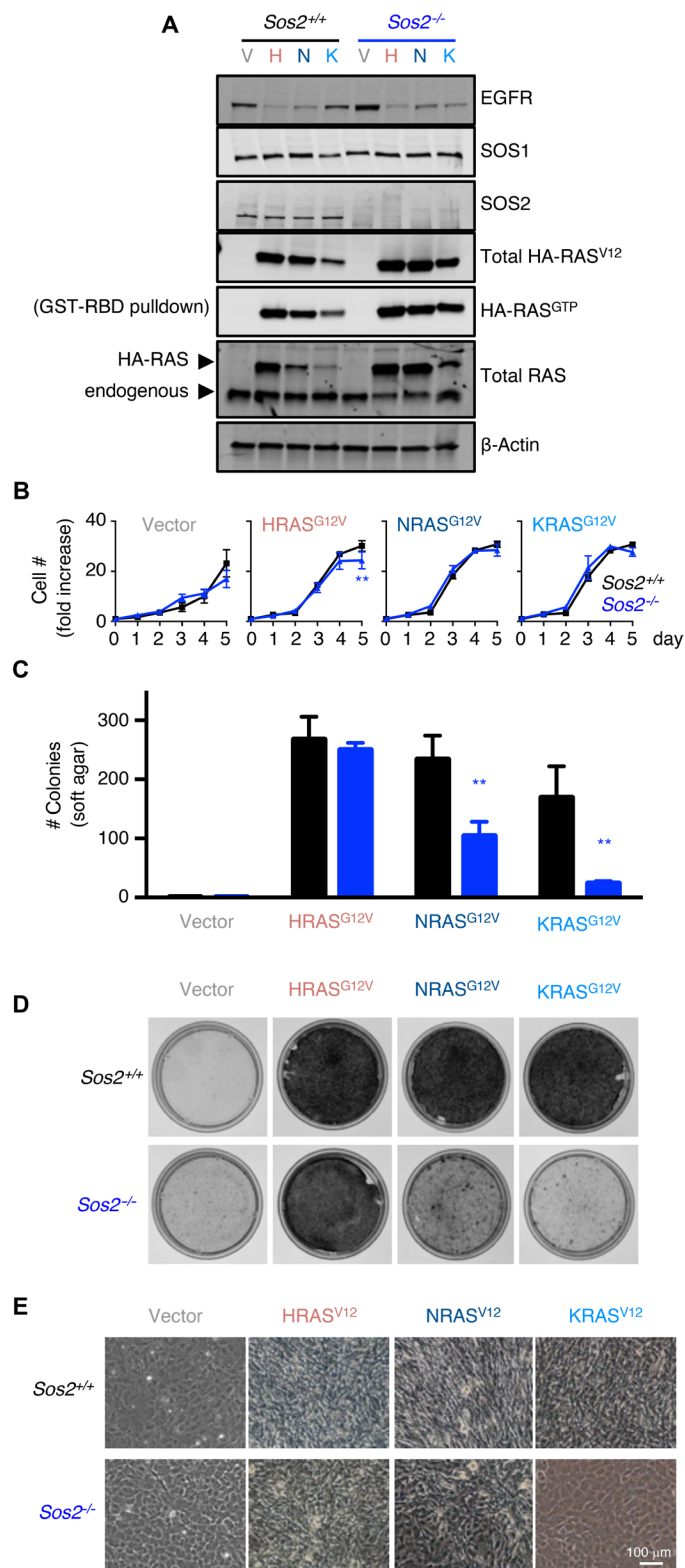 A
Sos2+/+ Sos2-/-
V H N K V H N K
EGFR
SOS1
SOS2
Total HA-RASV12
(GST-RBD pulldown) HA-RASGTP
HA-RAS
Total RAS
endogenous
β-Actin
B
Vector HRASG12V NRASG12V KRASG12V
Cell #
(fold increase)
40
20
0
Sos2+/+
** Sos2-/-
0 1 2 3 4 5 0 1 2 3 4 5 0 1 2 3 4 5 0 1 2 3 4 5 day
C
# Colonies
(soft agar)
300
200
100
0
** **
Vector HRASG12V NRASG12V KRASG12V
D
Vector HRASG12V NRASG12V KRASG12V
Sos2+/+
Sos2-/-
E
Vector HRASV12 NRASV12 KRASV12
Sos2+/+
Sos2-/-
100 μm